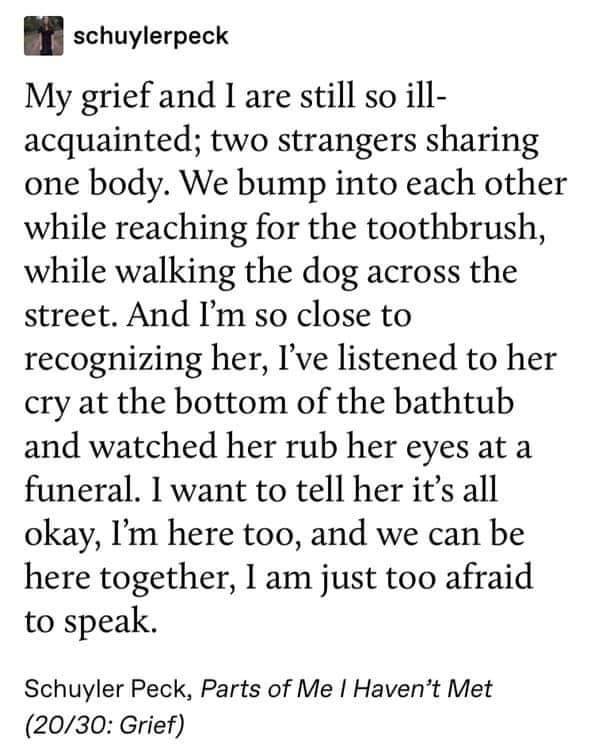 schuylerpeck
My grief and I are still so ill-
acquainted; two strangers sharing
one body. We bump into each other
while reaching for the toothbrush,
while walking the dog across the
street. And I’m so close to
recognizing her, I’ve listened to her
cry at the bottom of the bathtub
and watched her rub her eyes at a
funeral. I want to tell her it’s all
okay, I’m here too, and we can be
here together, I am just too afraid
to speak.
Schuyler Peck, Parts of Me I Haven’t Met
(20/30: Grief)